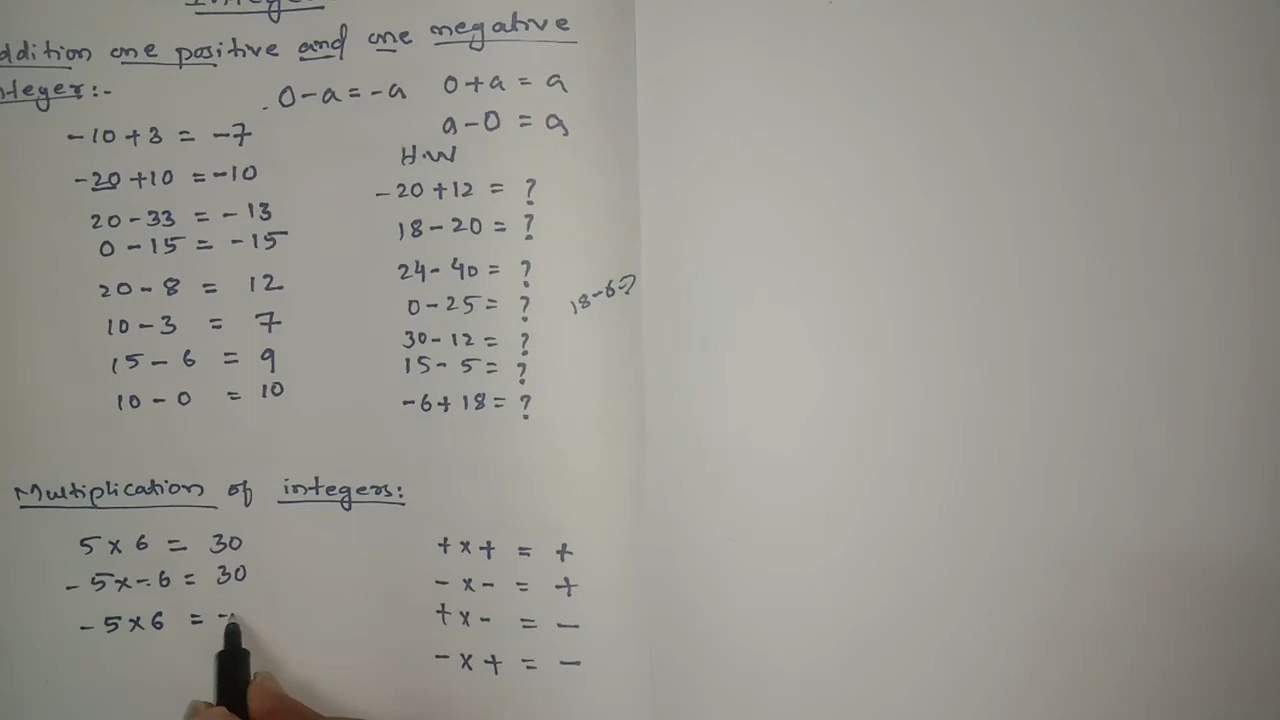 ddition one positive and one negative
nteger:-
0-a=-a 0+a = a
a-0 = a
-10+3 = -7
-20+10 =-10
20-33 = -13
0-15 = -15
20-8 = 12
10-3 = 7
15-6 = 9
10-0 = 10
H.W
-20+12 = ?
18-20 = ?
24-40 = ?
0-25 = ?
30-12 = ?
15-5 = ?
-6+18 = ?
18-6?
Multiplication of integers:
5x6 = 30
-5x-6 = 30
-5x6 = -
+x+ = +
-x- = +
+x- = -
-x+ = -